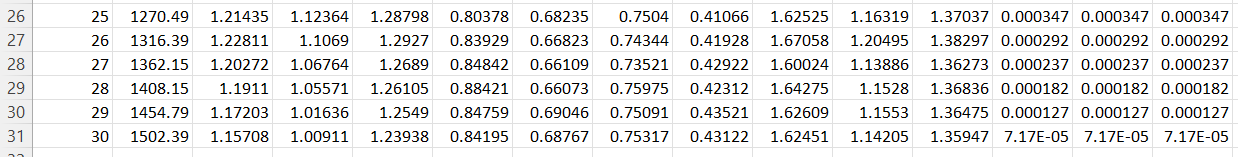 26 25 1270.49 1.21435 1.12364 1.28798 0.80378 0.68235 0.7504 0.41066 1.62525 1.16319 1.37037 0.000347 0.000347 0.000347
27 26 1316.39 1.22811 1.1069 1.2927 0.83929 0.66823 0.74344 0.41928 1.67058 1.20495 1.38297 0.000292 0.000292 0.000292
28 27 1362.15 1.20272 1.06764 1.2689 0.84842 0.66109 0.73521 0.42922 1.60024 1.13886 1.36273 0.000237 0.000237 0.000237
29 28 1408.15 1.1911 1.05571 1.26105 0.88421 0.66073 0.75975 0.42312 1.64275 1.1528 1.36836 0.000182 0.000182 0.000182
30 29 1454.79 1.17203 1.01636 1.2549 0.84759 0.69046 0.75091 0.43521 1.62609 1.1553 1.36475 0.000127 0.000127 0.000127
31 30 1502.39 1.15708 1.00911 1.23938 0.84195 0.68767 0.75317 0.43122 1.62451 1.14205 1.35947 7.17E-05 7.17E-05 7.17E-05